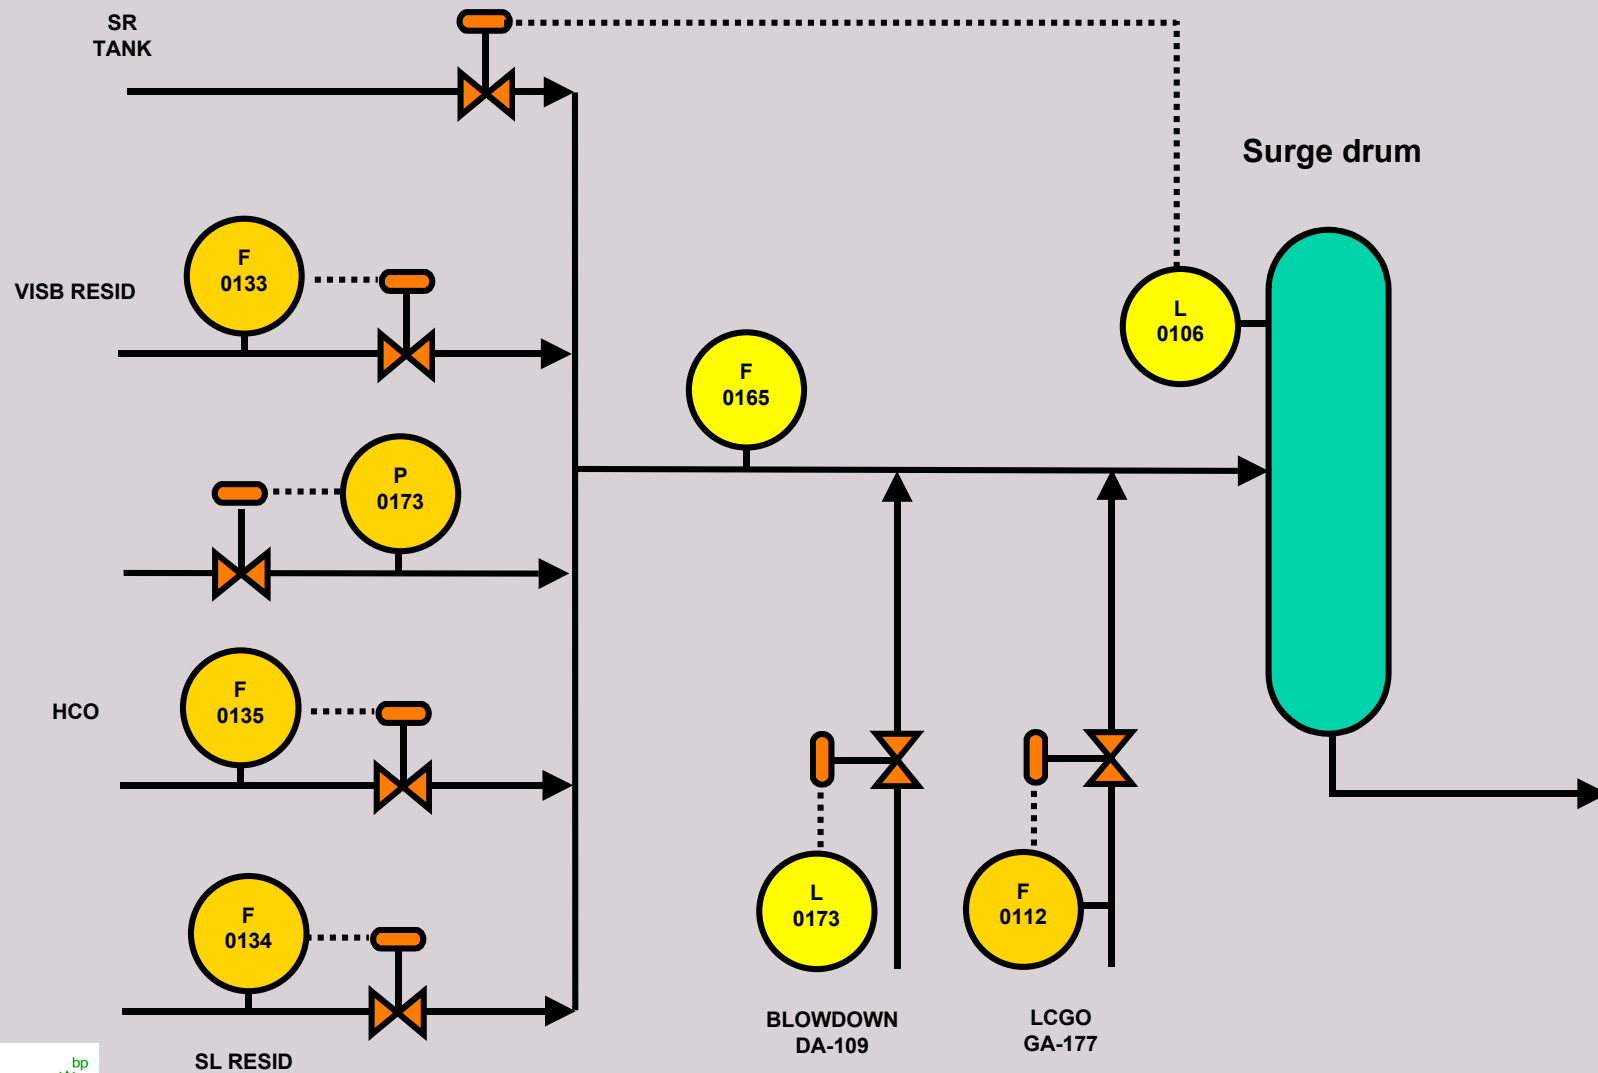 SR
TANK
Surge drum
F
0133
VISB RESID
L
0106
F
0165
P
0173
F
0135
HCO
F
0134
L
0173
F
0112
BLOWDOWN
DA-109
LCGO
GA-177
SL RESID
bp